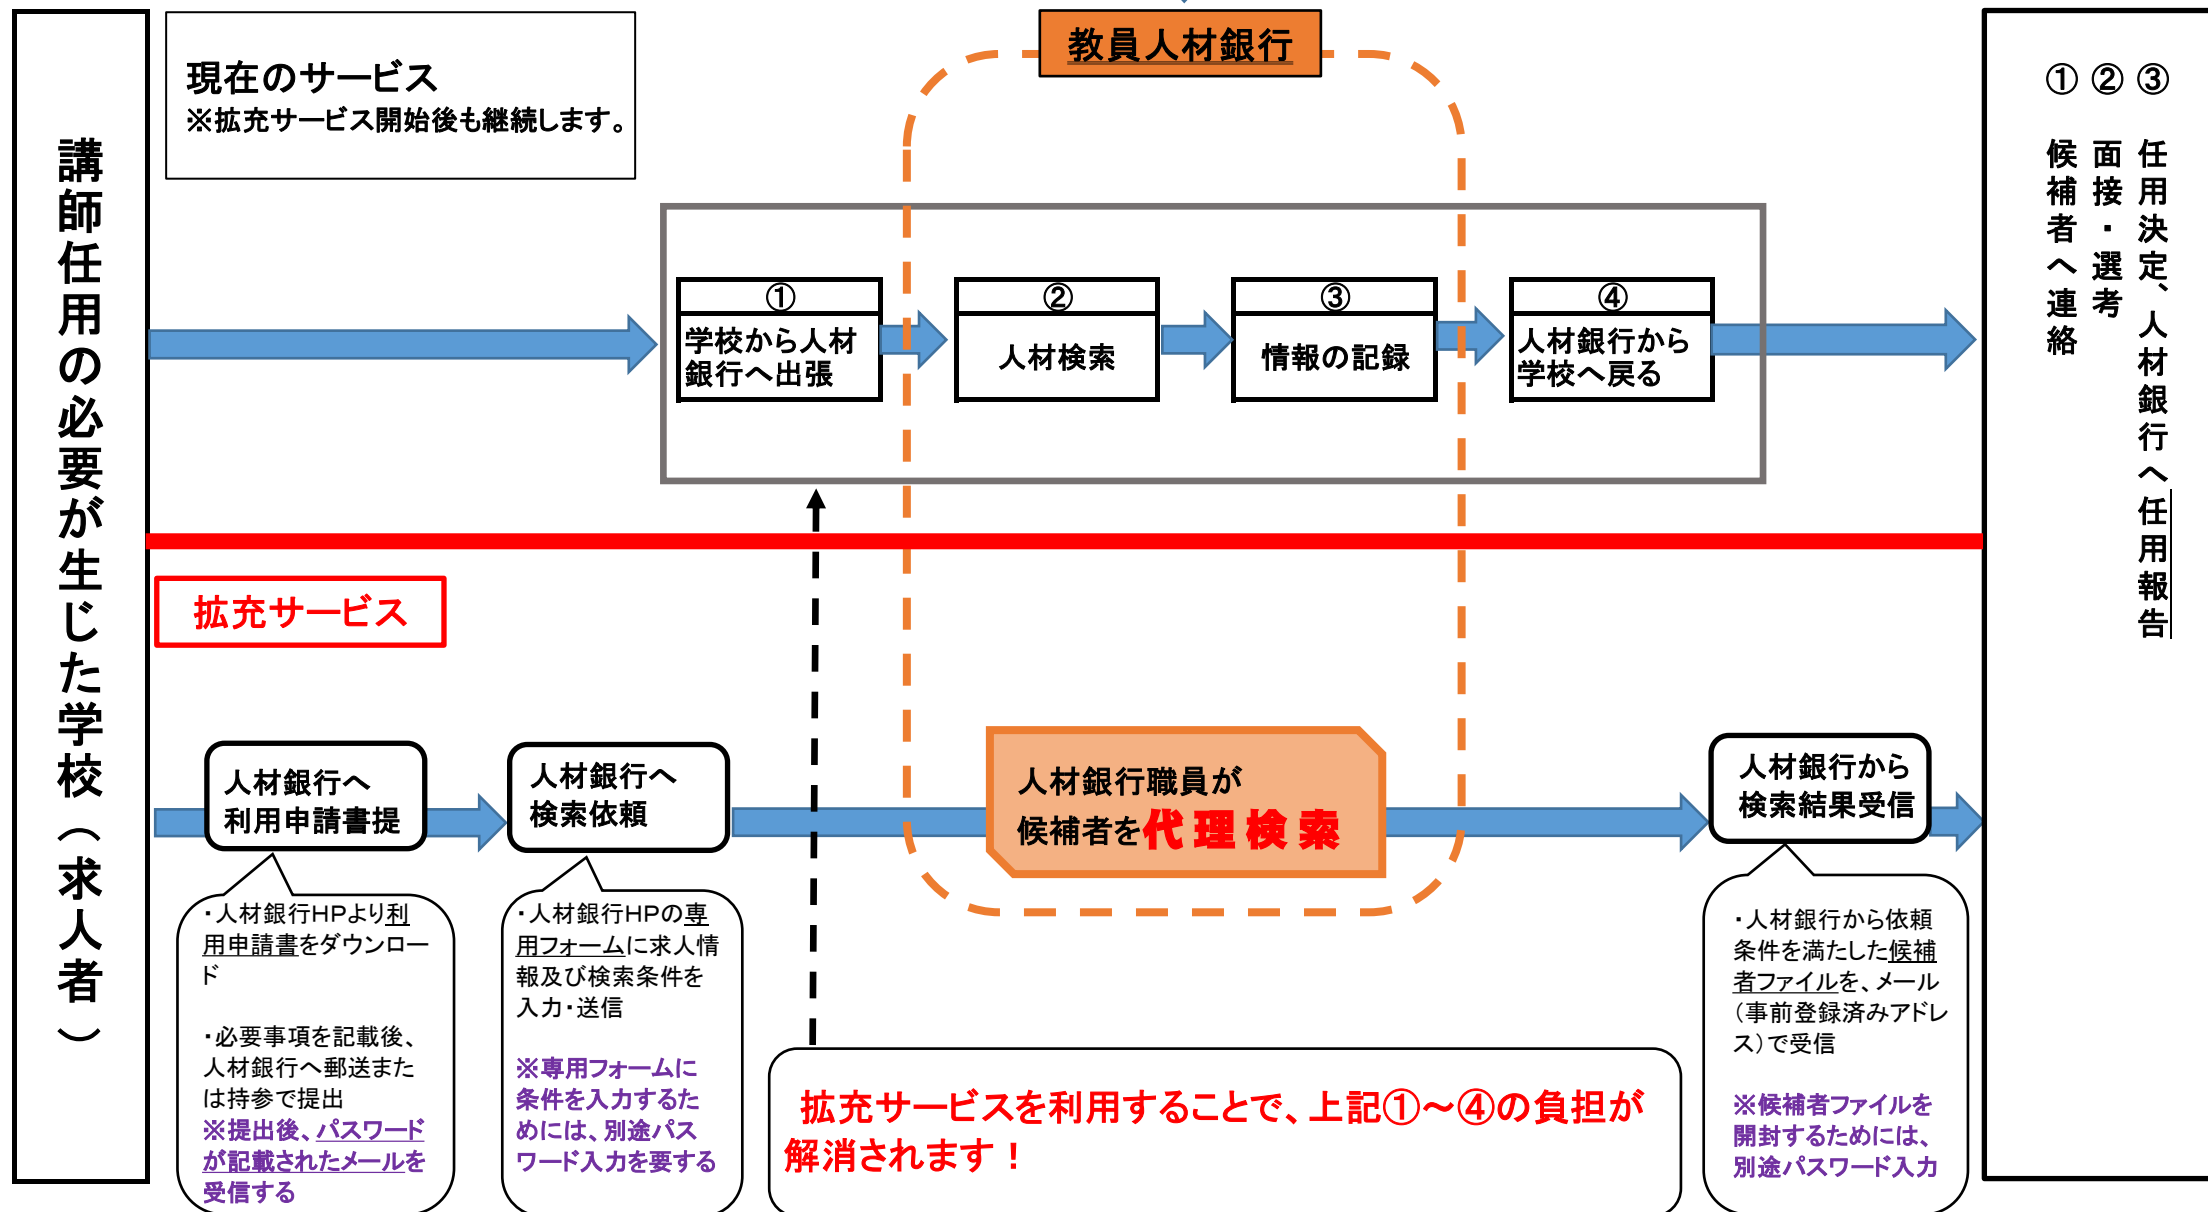 教員人材銀行
現在のサービス
※拡充サービス開始後も継続します。
講師任用の必要が生じた学校（求人者）
①
学校から人材
銀行へ出張
②
人材検索
③
情報の記録
④
人材銀行から
学校へ戻る
① 候補者へ連絡
② 面接・選考
③ 任用決定、人材銀行へ任用報告
拡充サービス
人材銀行へ
利用申請書提
人材銀行へ
検索依頼
人材銀行職員が
候補者を代理検索
人材銀行から
検索結果受信
・人材銀行HPより利
用申請書をダウンロー
ド
・必要事項を記載後、
人材銀行へ郵送また
は持参で提出
※提出後、パスワード
が記載されたメールを
受信する
・人材銀行HPの専
用フォームに求人情
報及び検索条件を
入力・送信
※専用フォームに
条件を入力するた
めには、別途パス
ワード入力を要する
拡充サービスを利用することで、上記①～④の負担が
解消されます！
・人材銀行から依頼
条件を満たした候補
者ファイルを、メール
（事前登録済みアドレ
ス）で受信
※候補者ファイルを
開封するためには、
別途パスワード入力